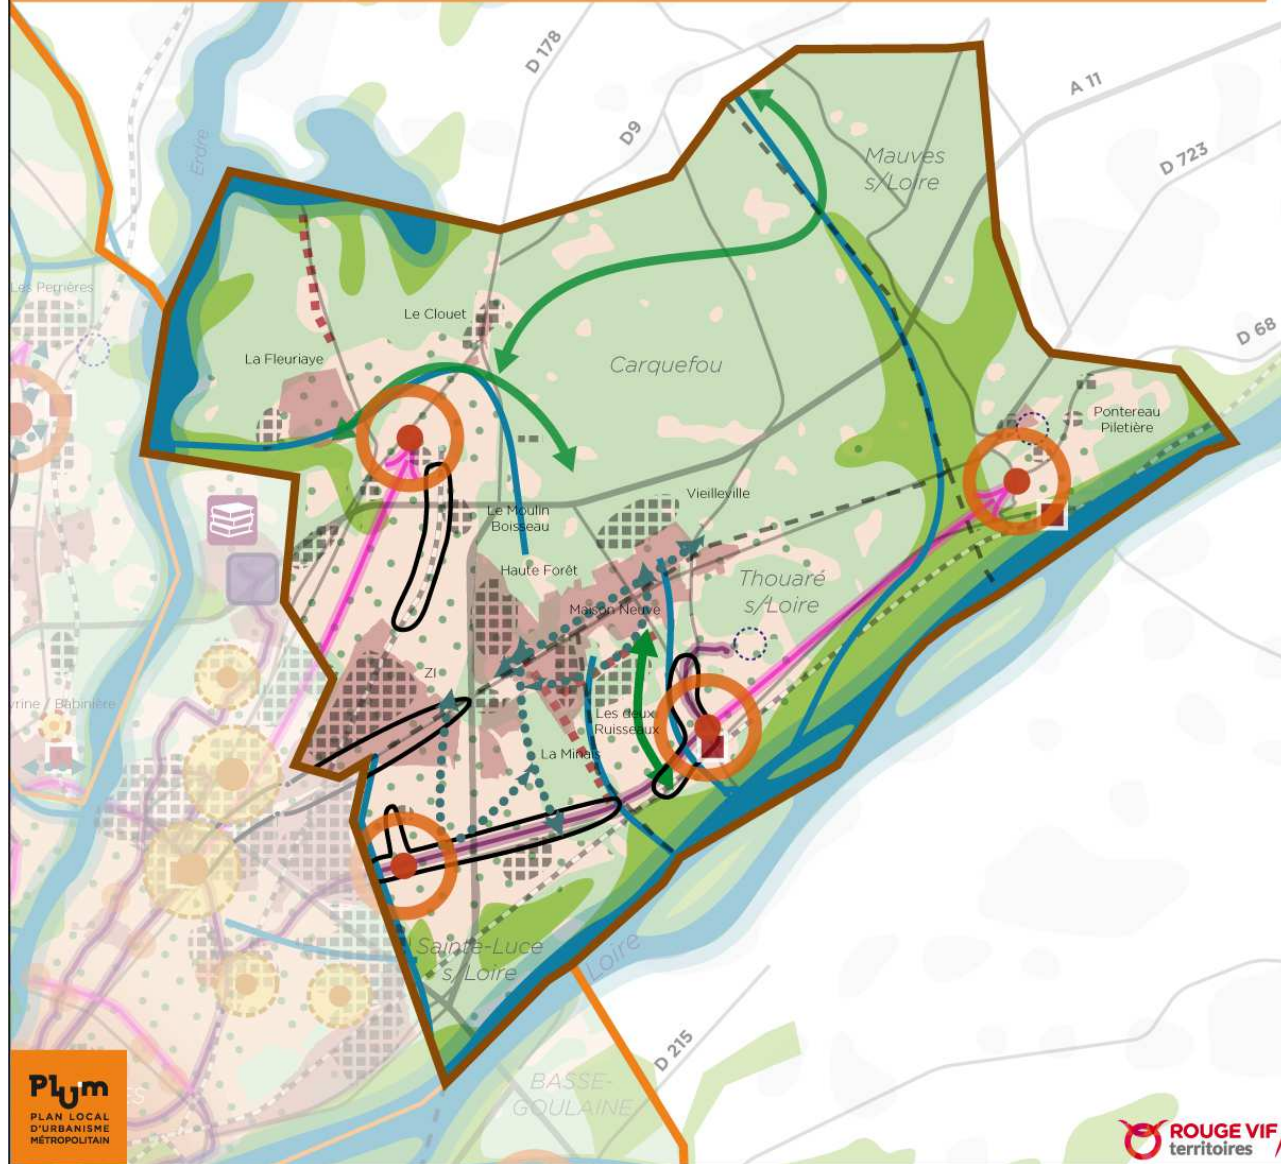 D 178
A 11
D9
Erdre
Mauves
s/Loire
D 723
Les Perrières
Le Clouet
D 68
La Fleuriaye
Carquefou
Pontereau
Piletière
Vieilleville
Le Moulin
Boisseau
Haute Forêt
Thouaré
s/Loire
Maison Neuve
ZI
vrine / Babinière
Les deux
Ruisseaux
La Minais
Sainte-Luce
s/ Loire
Loire
D 215
BASSE-
GOULAINE
Plum
PLAN LOCAL
D'URBANISME
MÉTROPOLITAIN
ES
ROUGE VIF
territoires